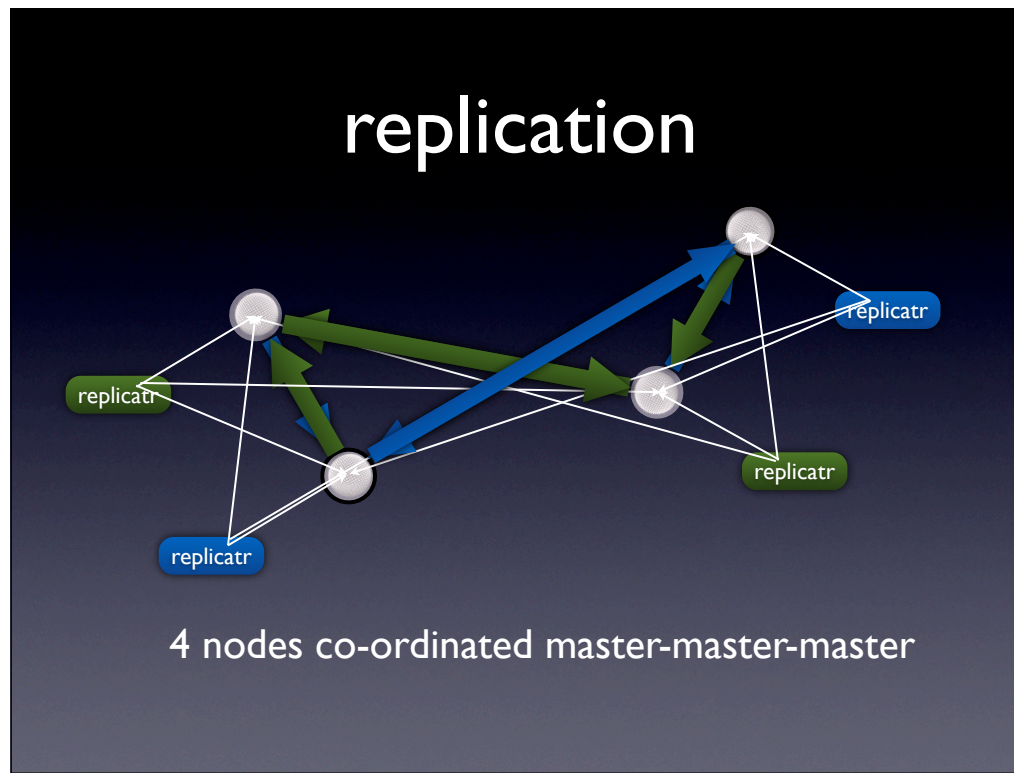 replication
replicatr
replicatr
replicatr
replicatr
4 nodes co-ordinated master-master-master